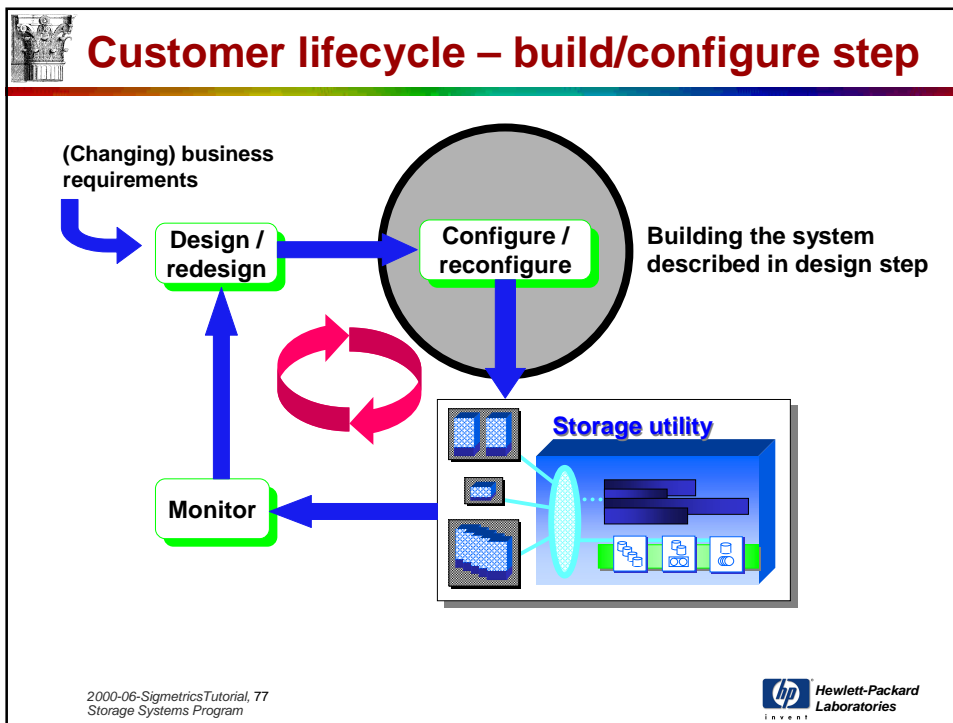 Customer lifecycle – build/configure step
(Changing) business
requirements
Design /
redesign
Configure /
reconfigure
Building the system
described in design step
Storage utility
Monitor
2000-06-SigmetricsTutorial, 77
Storage Systems Program
hp
invent
Hewlett-Packard
Laboratories